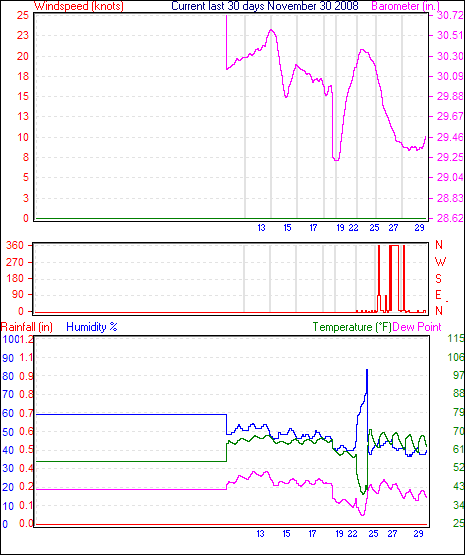 Windspeed (knots) Current last 30 days November 30 2008 Barometer (in.)
25 30.72
23 30.51
20 30.30
18 30.09
15 29.88
13 29.67
10 29.46
8 29.25
5 29.04
3 28.83
0 28.62
13 15 17 19 22 25 27 29
360 N
270 W
180 S
90 E
0 N
Rainfall (in) Humidity % Temperature (°F) Dew Point
100 1.2 115
90 1.1 106
80 0.9 97
70 0.8 88
60 0.7 79
50 0.6 70
40 0.5 61
30 0.4 52
20 0.2 43
10 0.1 34
0 0.0 25
13 15 17 19 22 25 27 29